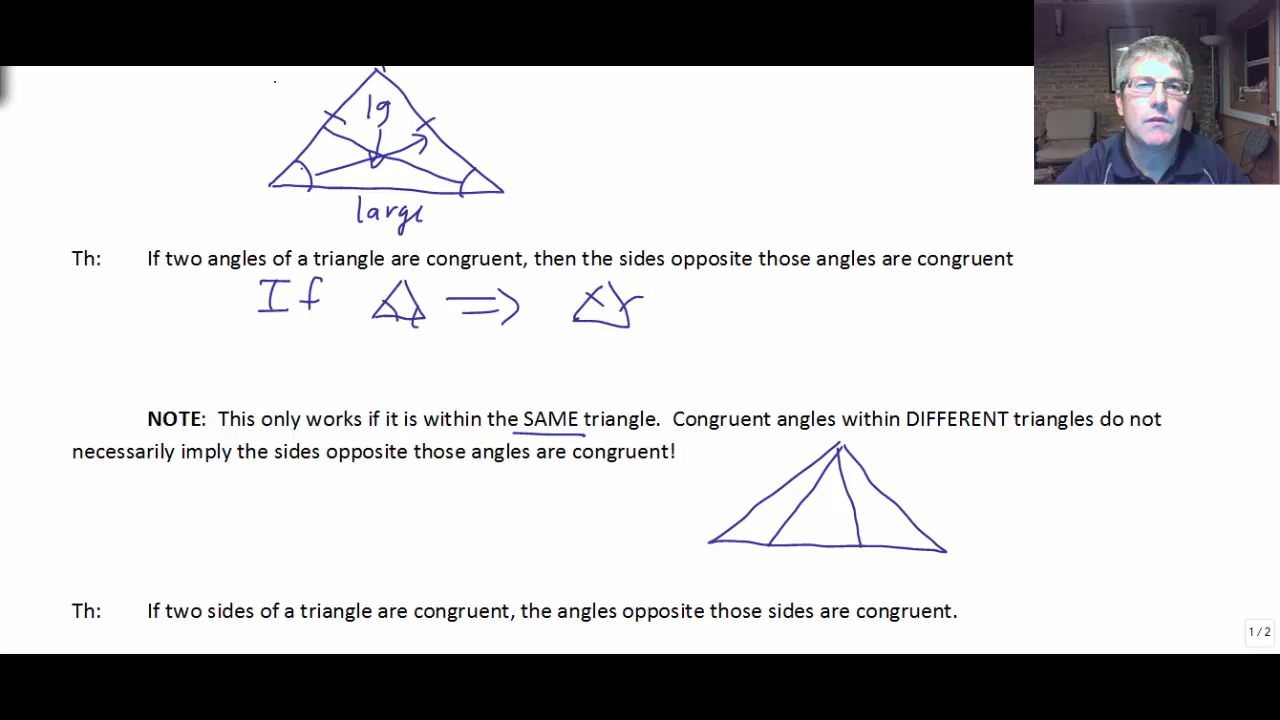 lg
large
Th: If two angles of a triangle are congruent, then the sides opposite those angles are congruent
If
NOTE: This only works if it is within the SAME triangle. Congruent angles within DIFFERENT triangles do not
necessarily imply the sides opposite those angles are congruent!
Th: If two sides of a triangle are congruent, the angles opposite those sides are congruent.
1 / 2